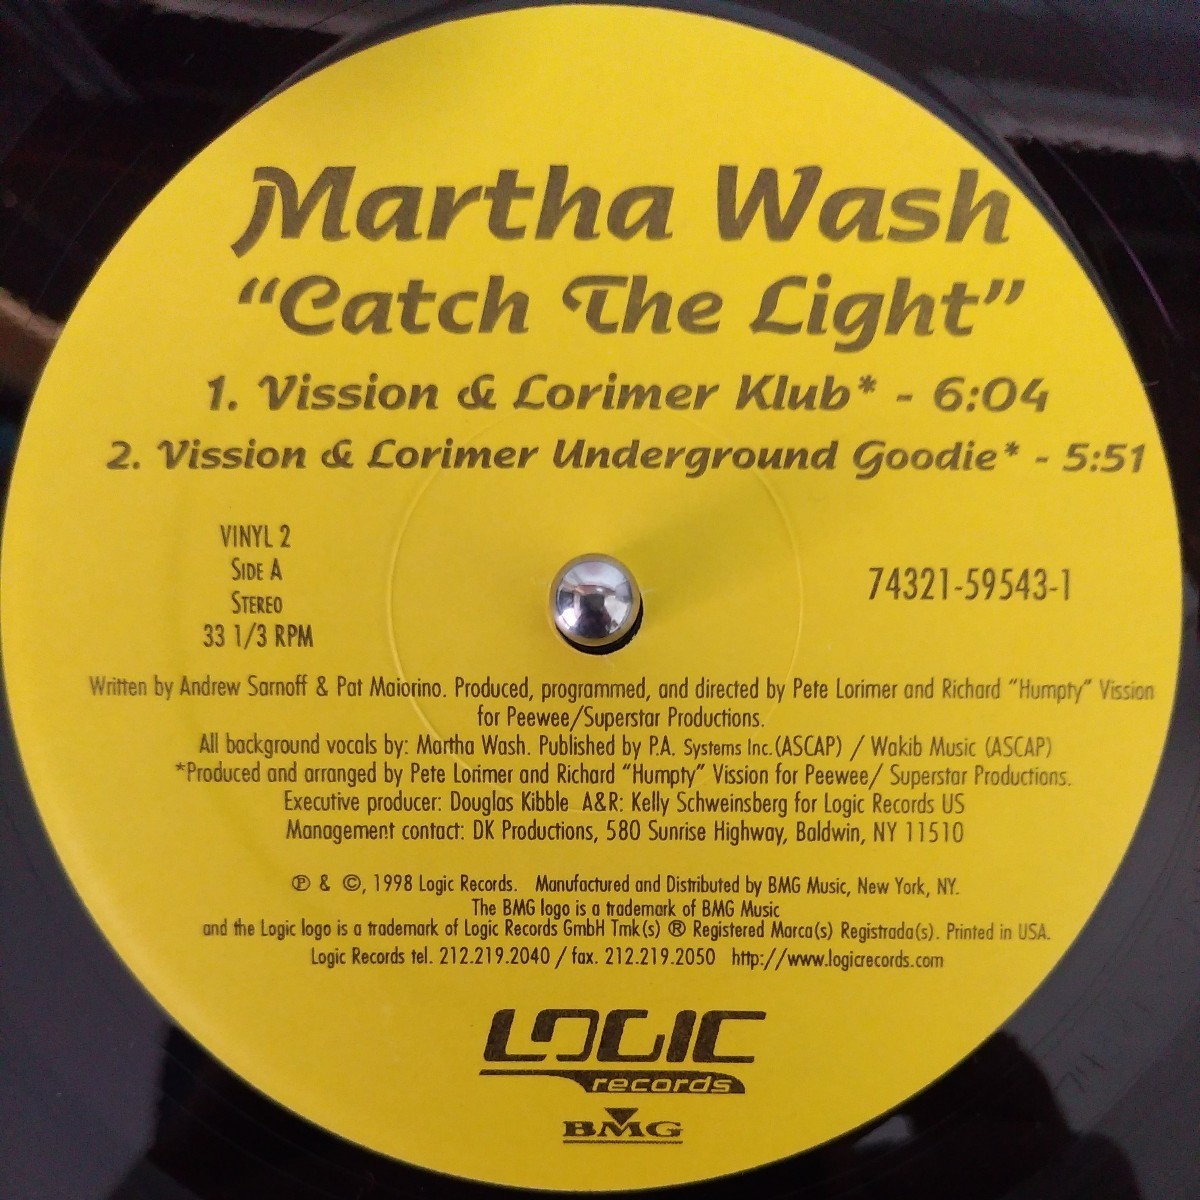 Martha Wash
“Catch The Light”
1. Vission & Lorimer Klub* - 6:04
2. Vission & Lorimer Underground Goodie* - 5:51
VINYL 2
SIDE A
STEREO
33 1/3 RPM
74321-59543-1
Written by Andrew Sarnoff & Pat Maiorino. Produced, programmed, and directed by Pete Lorimer and Richard “Humpty” Vission
for Peewee/Superstar Productions.
All background vocals by: Martha Wash. Published by P.A. Systems Inc.(ASCAP) / Wakib Music (ASCAP)
*Produced and arranged by Pete Lorimer and Richard “Humpty” Vission for Peewee/ Superstar Productions.
Executive producer: Douglas Kibble A&R: Kelly Schweinsberg for Logic Records US
Management contact: DK Productions, 580 Sunrise Highway, Baldwin, NY 11510
℗ & ©, 1998 Logic Records. Manufactured and Distributed by BMG Music, New York, NY.
The BMG logo is a trademark of BMG Music
and the Logic logo is a trademark of Logic Records GmbH Tmk(s) ® Registered Marca(s) Registrada(s). Printed in USA.
Logic Records tel. 212.219.2040 / fax. 212.219.2050 http://www.logicrecords.com
LOGIC
records
BMG